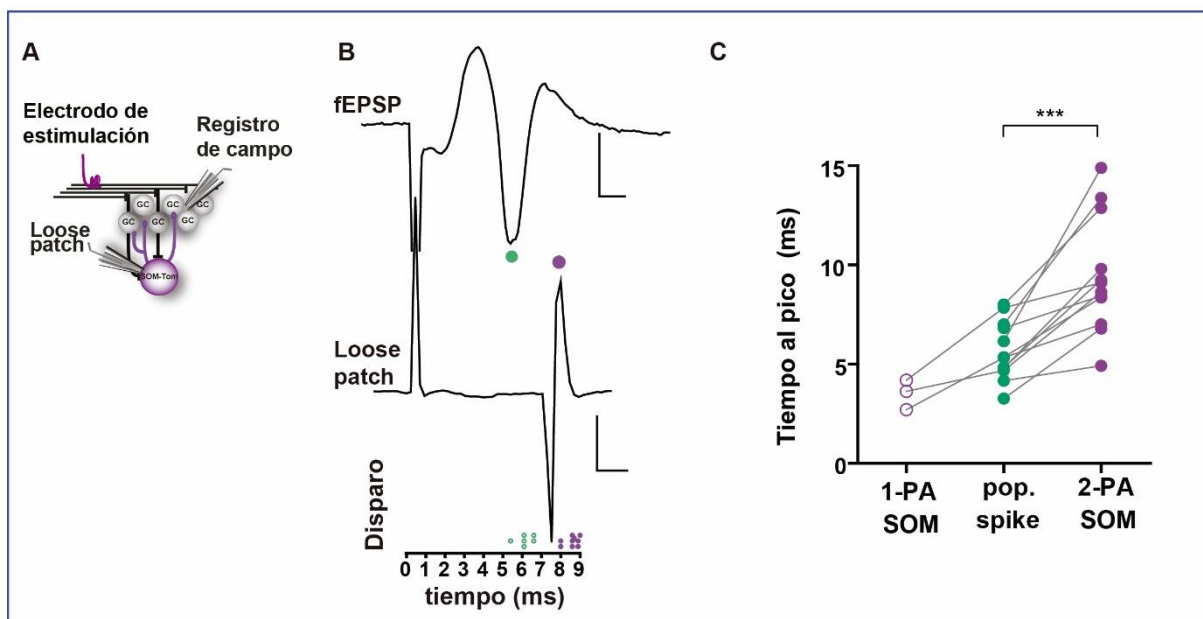 A
Electrodo de
estimulación
Registro
de campo
GC GC
GC GC GC
GC
Loose
patch
SOM-Tom
B
fEPSP
Loose
patch
Disparo
0 1 2 3 4 5 6 7 8 9
tiempo (ms)
C
***
Tiempo al pico (ms)
15
10
5
0
1-PA
SOM
pop.
spike
2-PA
SOM